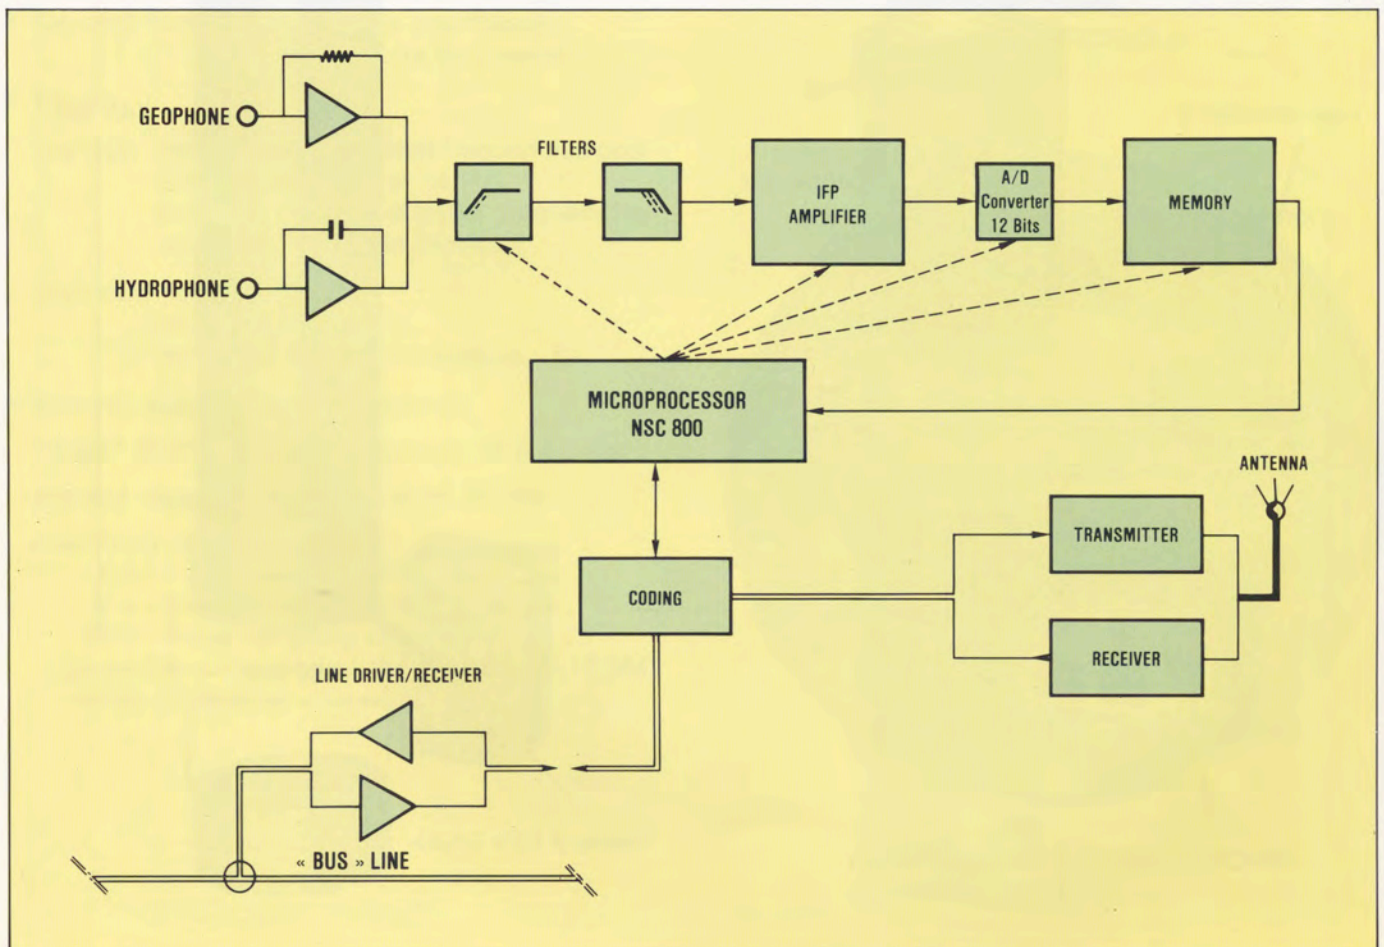 GEOPHONE
FILTERS
HYDROPHONE
IFP
AMPLIFIER
A/D
Converter
12 Bits
MEMORY
MICROPROCESSOR
NSC 800
ANTENNA
TRANSMITTER
CODING
RECEIVER
LINE DRIVER/RECEIVER
« BUS » LINE